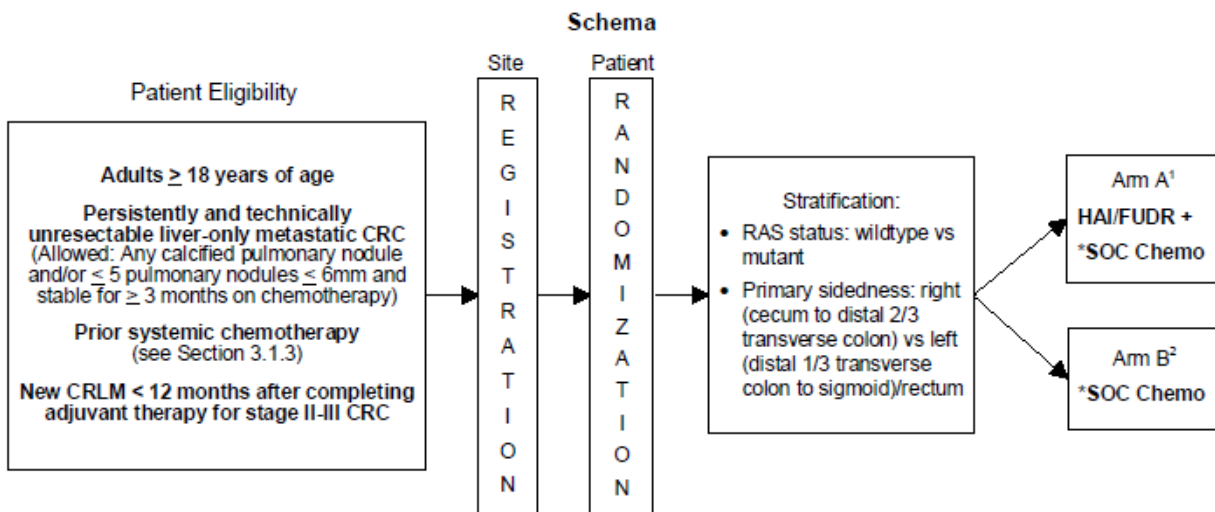 Schema
Patient Eligibility
Adults ≥ 18 years of age
Persistently and technically
unresectable liver-only metastatic CRC
(Allowed: Any calcified pulmonary nodule
and/or ≤ 5 pulmonary nodules ≤ 6mm and
stable for ≥ 3 months on chemotherapy)
Prior systemic chemotherapy
(see Section 3.1.3)
New CRLM < 12 months after completing
adjuvant therapy for stage II-III CRC
Site
REGISTRATION
Patient
RANDOMIZATION
Stratification:
• RAS status: wildtype vs
mutant
• Primary sidedness: right
(cecum to distal 2/3
transverse colon) vs left
(distal 1/3 transverse
colon to sigmoid)/rectum
Arm A¹
HAI/FUDR +
*SOC Chemo
Arm B²
*SOC Chemo